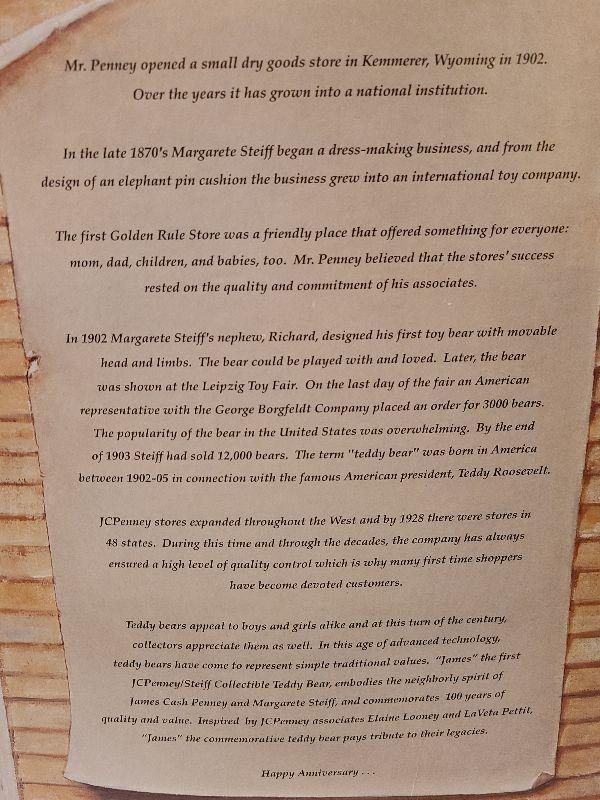 Mr. Penney opened a small dry goods store in Kemmerer, Wyoming in 1902.
Over the years it has grown into a national institution.
In the late 1870's Margarete Steiff began a dress-making business, and from the
design of an elephant pin cushion the business grew into an international toy company.
The first Golden Rule Store was a friendly place that offered something for everyone:
mom, dad, children, and babies, too. Mr. Penney believed that the stores' success
rested on the quality and commitment of his associates.
In 1902 Margarete Steiff's nephew, Richard, designed his first toy bear with movable
head and limbs. The bear could be played with and loved. Later, the bear
was shown at the Leipzig Toy Fair. On the last day of the fair an American
representative with the George Borgfeldt Company placed an order for 3000 bears.
The popularity of the bear in the United States was overwhelming. By the end
of 1903 Steiff had sold 12,000 bears. The term "teddy bear" was born in America
between 1902-05 in connection with the famous American president, Teddy Roosevelt.
JCPenney stores expanded throughout the West and by 1928 there were stores in
48 states. During this time and through the decades, the company has always
ensured a high level of quality control which is why many first time shoppers
have become devoted customers.
Teddy bears appeal to boys and girls alike and at this turn of the century,
collectors appreciate them as well. In this age of advanced technology,
teddy bears have come to represent simple traditional values. "James" the first
JCPenney/Steiff Collectible Teddy Bear, embodies the neighborly spirit of
James Cash Penney and Margarete Steiff, and commemorates 100 years of
quality and value. Inspired by JCPenney associates Elaine Looney and LaVeta Pettit,
"James" the commemorative teddy bear pays tribute to their legacies.
Happy Anniversary . . .